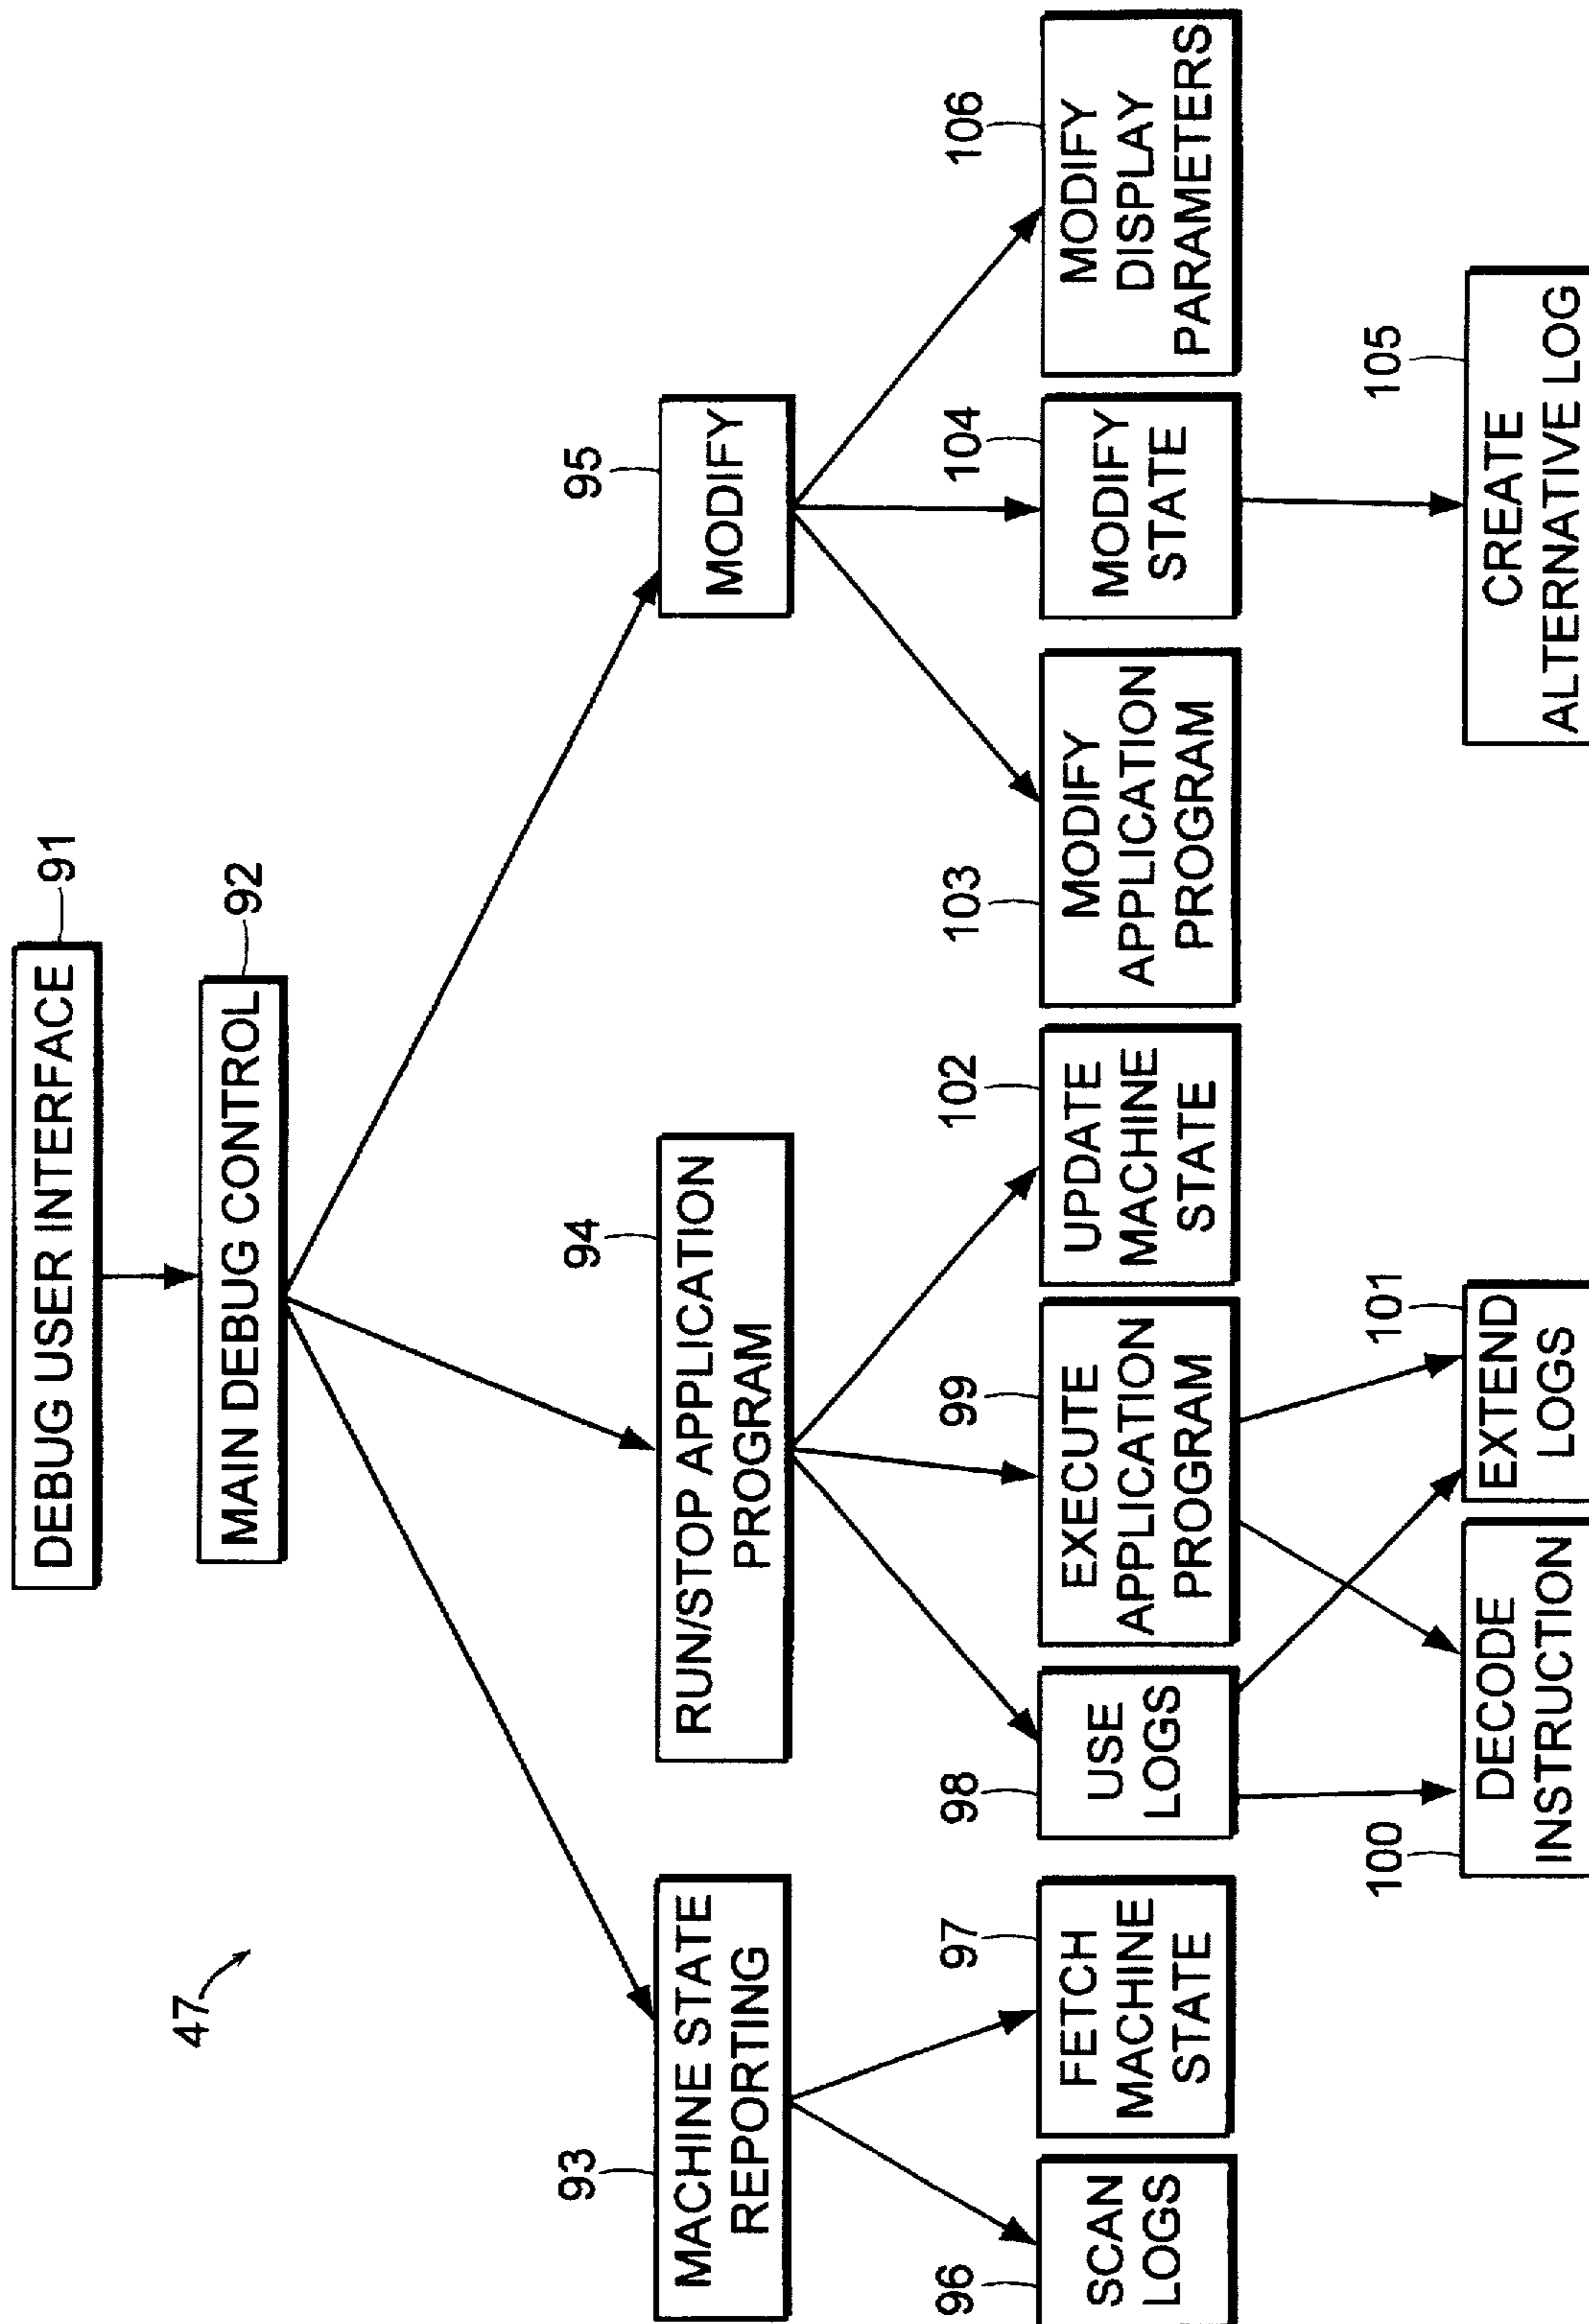 47
DEBUG USER INTERFACE
91
MAIN DEBUG CONTROL
92
93
MACHINE STATE
REPORTING
94
RUN/STOP APPLICATION
PROGRAM
95
MODIFY
96
SCAN
LOGS
97
FETCH
MACHINE
STATE
98
USE
LOGS
99
EXECUTE
APPLICATION
PROGRAM
102
UPDATE
MACHINE
STATE
103
MODIFY
APPLICATION
PROGRAM
104
MODIFY
STATE
106
MODIFY
DISPLAY
PARAMETERS
100
DECODE
INSTRUCTION
101
EXTEND
LOGS
105
CREATE
ALTERNATIVE LOG